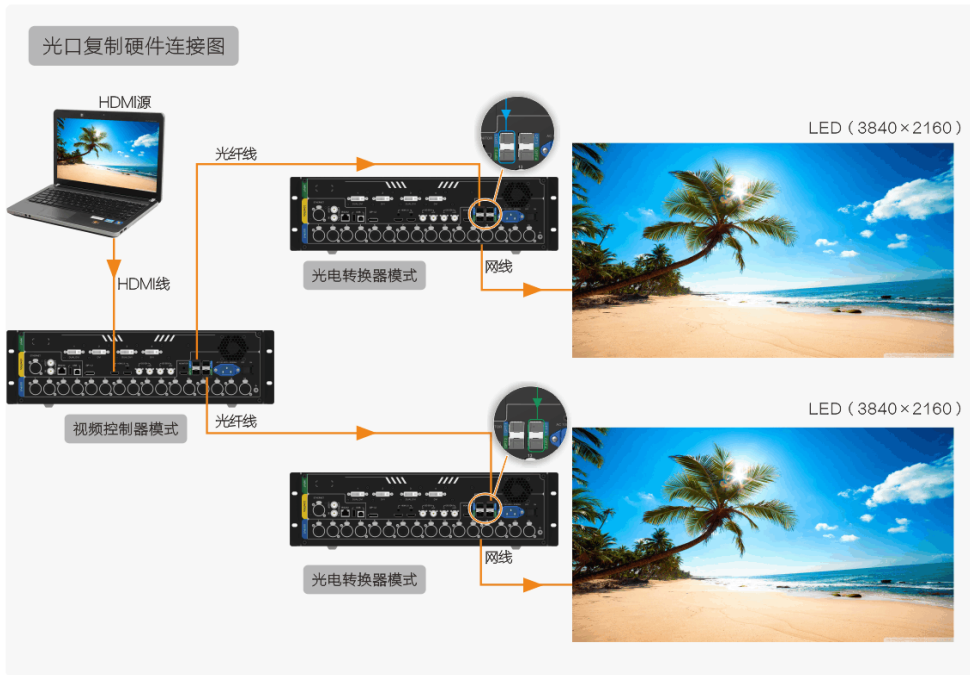 光口复制硬件连接图
HDMI源
光纤线
LED（3840×2160）
网线
光电转换器模式
HDMI线
视频控制器模式
光纤线
LED（3840×2160）
网线
光电转换器模式